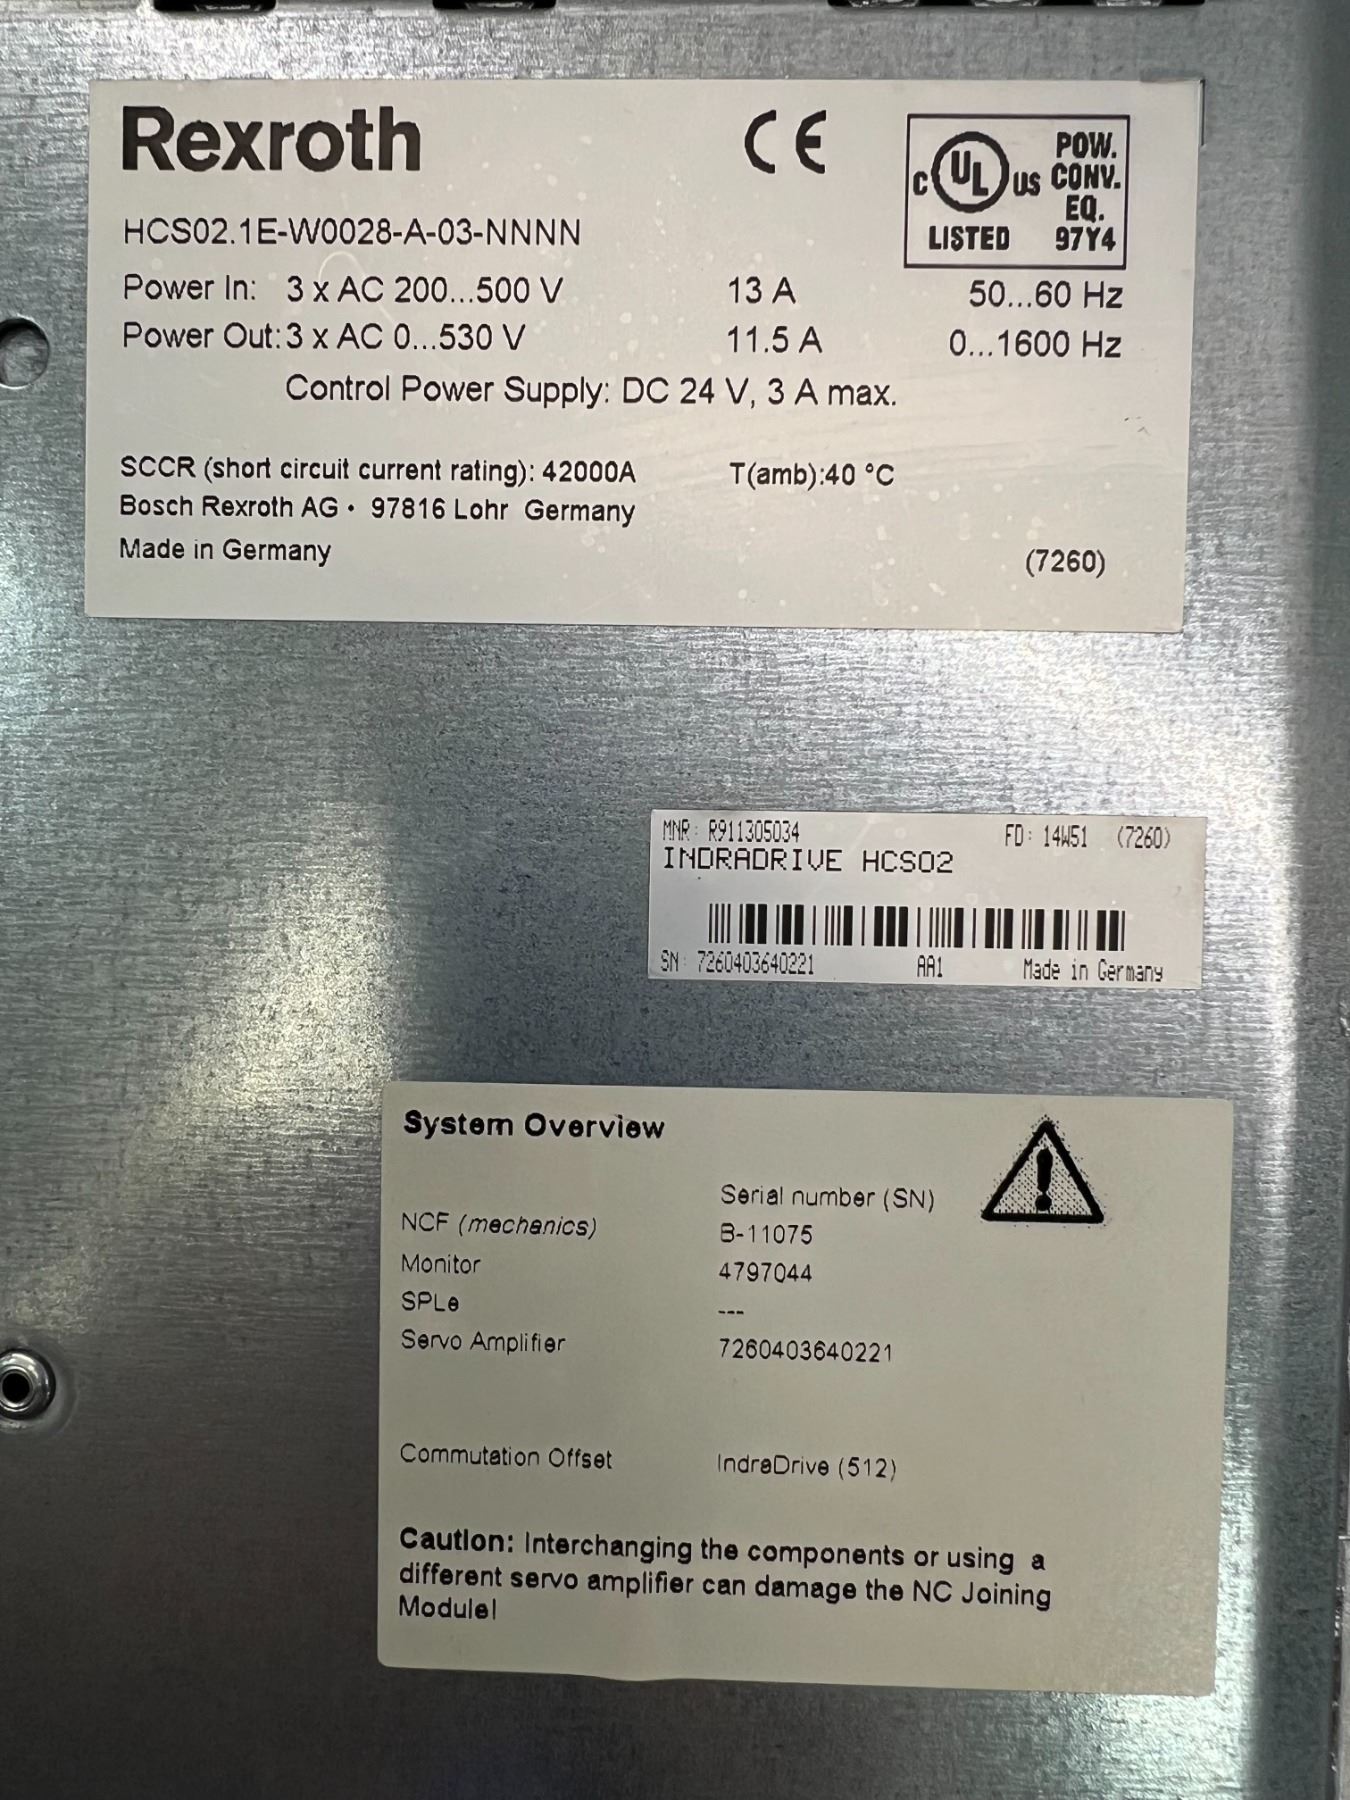 Rexroth
CE
C UL US POW.
CONV.
EQ.
LISTED 97Y4
HCS02.1E-W0028-A-03-NNNN
Power In: 3 x AC 200...500 V 13 A 50...60 Hz
Power Out: 3 x AC 0...530 V 11.5 A 0...1600 Hz
Control Power Supply: DC 24 V, 3 A max.
SCCR (short circuit current rating): 42000A T(amb):40 °C
Bosch Rexroth AG • 97816 Lohr Germany
Made in Germany (7260)
MNR: R911305034 FD: 14W51 (7260)
INDRADRIVE HCS02
SN: 7260403640221 AA1 Made in Germany
System Overview
Serial number (SN)
NCF (mechanics) B-11075
Monitor 4797044
SPLe ---
Servo Amplifier 7260403640221
Commutation Offset IndraDrive (512)
Caution: Interchanging the components or using a
different servo amplifier can damage the NC Joining
Module!